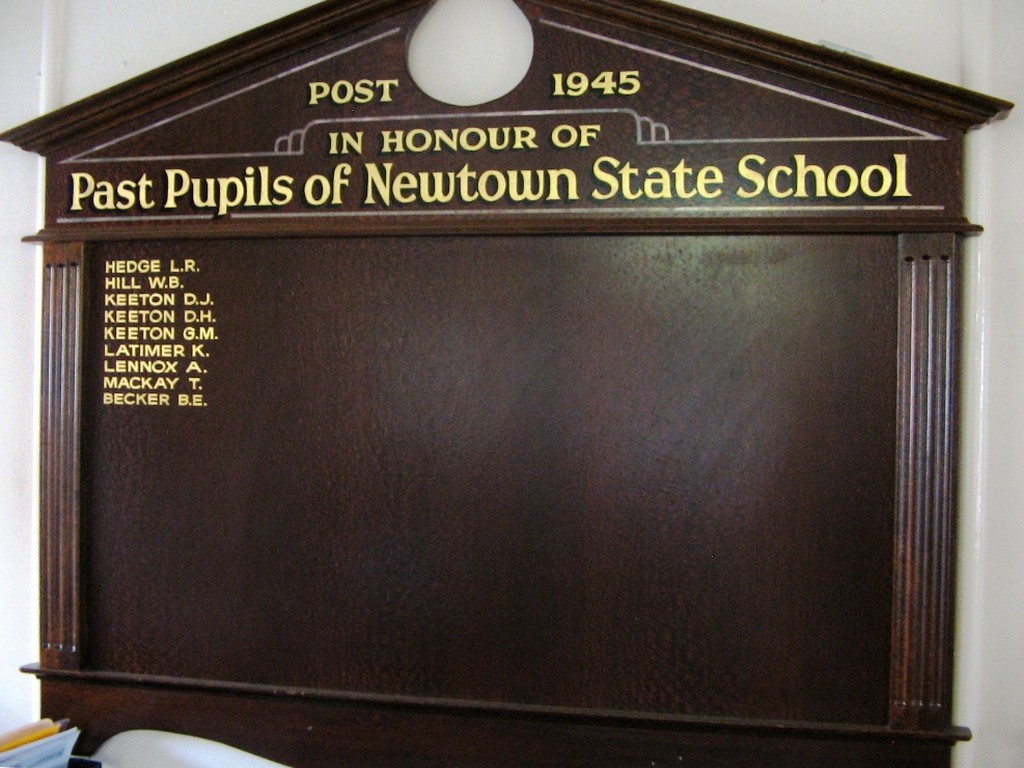 POST 1945
IN HONOUR OF
Past Pupils of Newtown State School
HEDGE L.R.
HILL W.B.
KEETON D.J.
KEETON D.H.
KEETON G.M.
LATIMER K.
LENNOX A.
MACKAY T.
BECKER B.E.